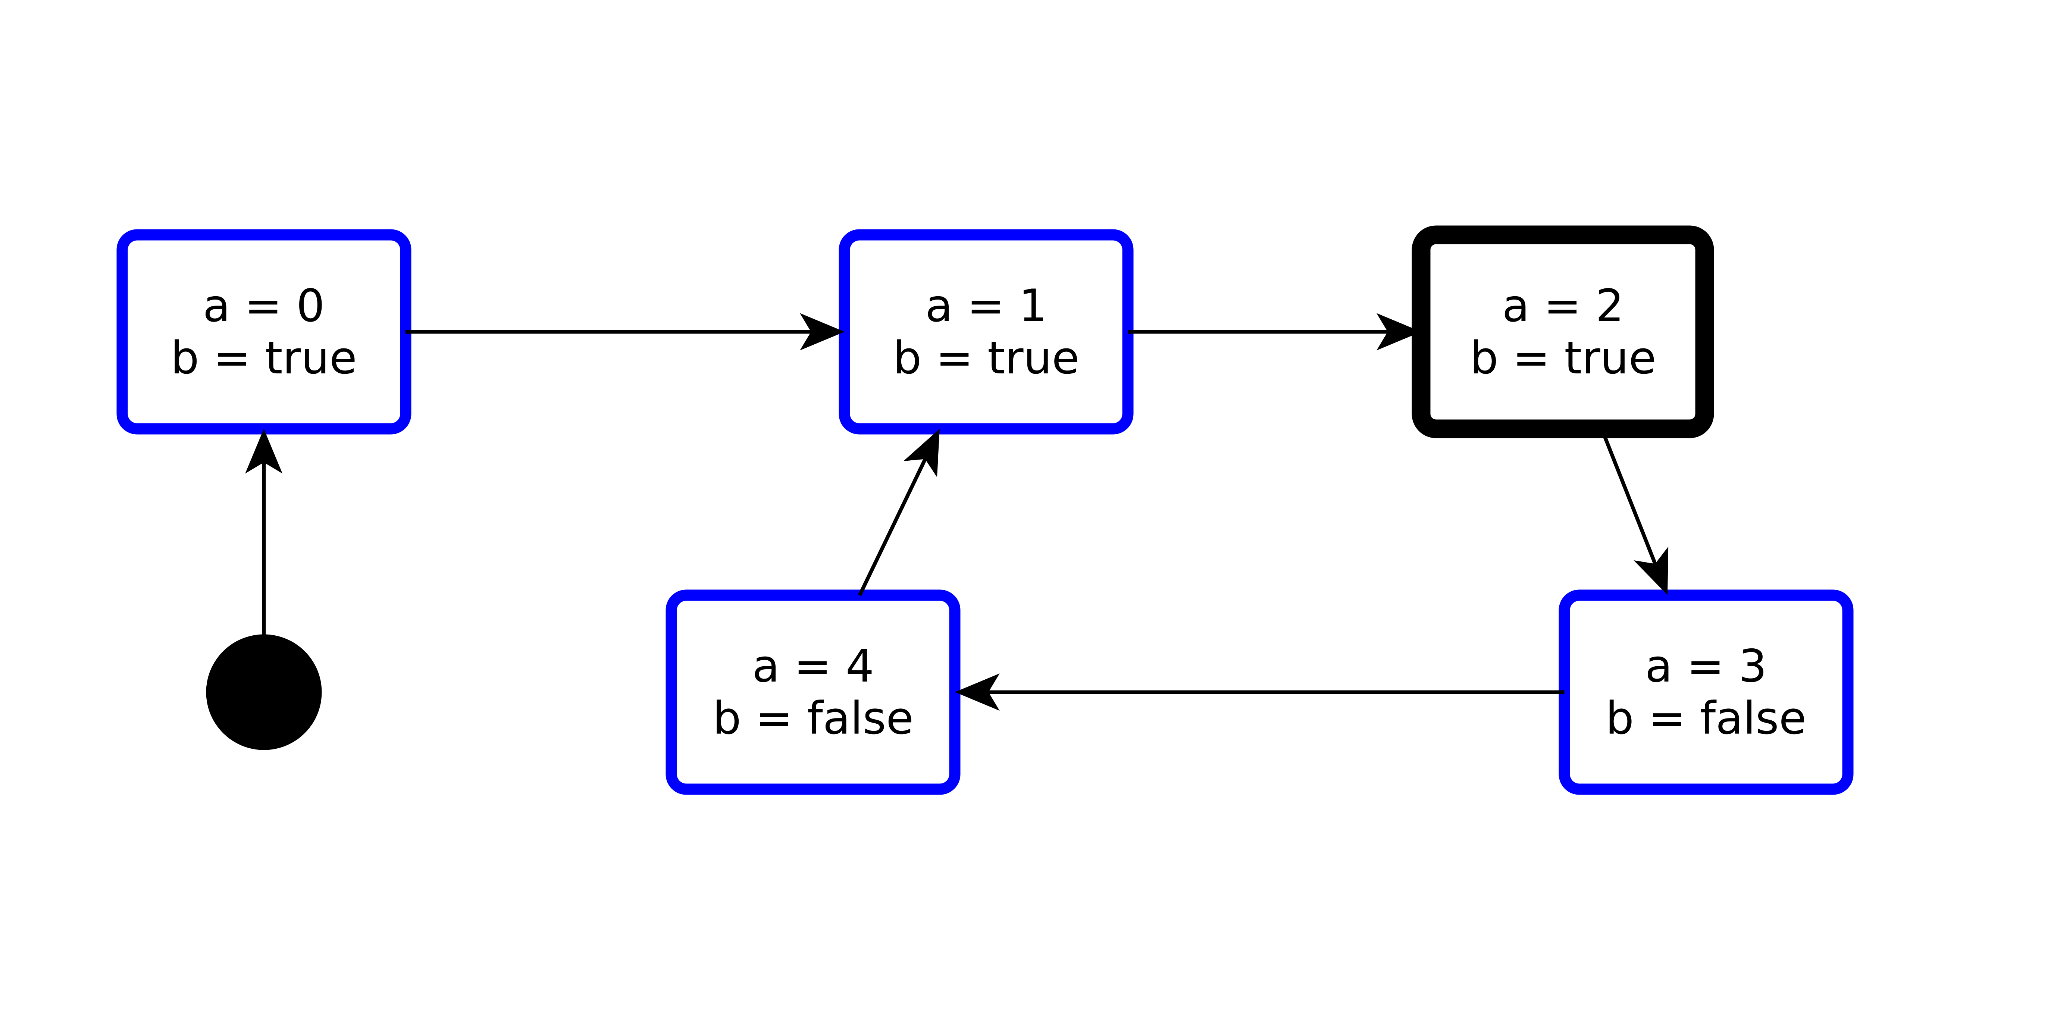 a = 0
b = true
a = 1
b = true
a = 2
b = true
a = 4
b = false
a = 3
b = false